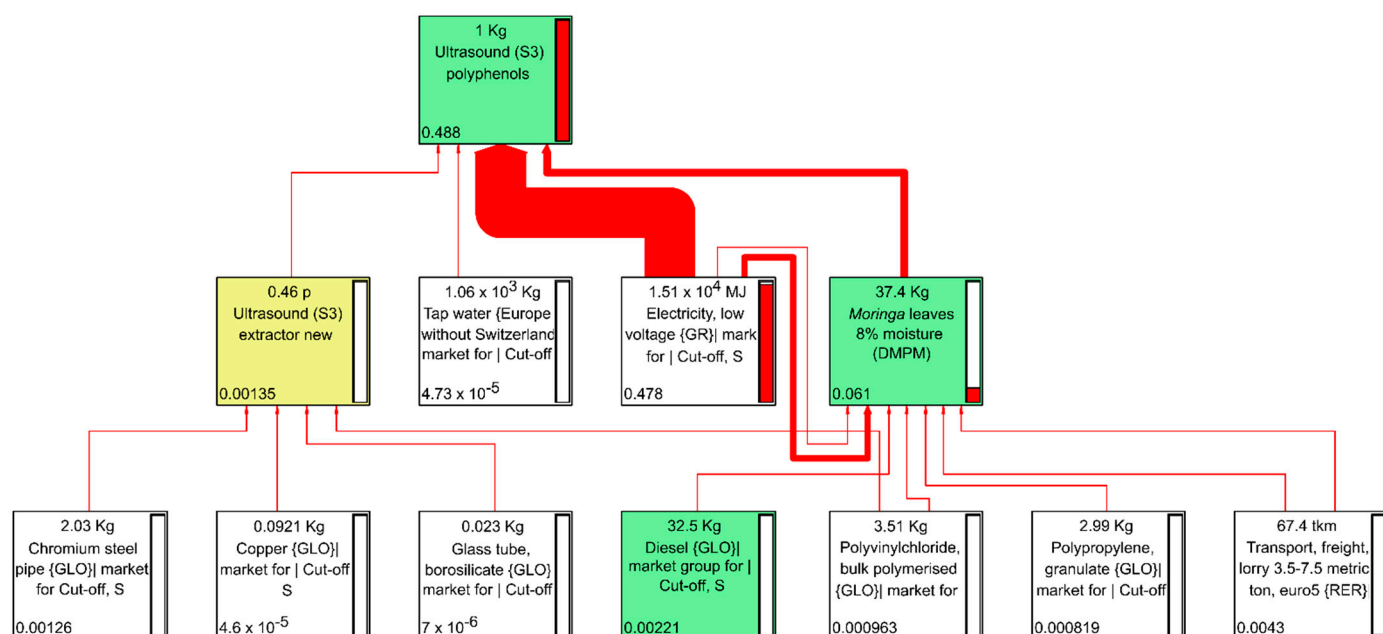 1 Kg
Ultrasound (S3)
polyphenols
0.488
0.46 p
Ultrasound (S3)
extractor new
0.00135
1.06 x 10³ Kg
Tap water {Europe
without Switzerland
market for | Cut-off
4.73 x 10⁻⁵
1.51 x 10⁴ MJ
Electricity, low
voltage {GR}| mark
for | Cut-off, S
0.478
37.4 Kg
Moringa leaves
8% moisture
(DMPM)
0.061
2.03 Kg
Chromium steel
pipe {GLO}| market
for Cut-off, S
0.00126
0.0921 Kg
Copper {GLO}|
market for | Cut-off
S
4.6 x 10⁻⁵
0.023 Kg
Glass tube,
borosilicate {GLO}
market for | Cut-off
7 x 10⁻⁶
32.5 Kg
Diesel {GLO}|
market group for |
Cut-off, S
0.00221
3.51 Kg
Polyvinylchloride,
bulk polymerised
{GLO}| market for
0.000963
2.99 Kg
Polypropylene,
granulate {GLO}|
market for | Cut-off
0.000819
67.4 tkm
Transport, freight,
lorry 3.5-7.5 metric
ton, euro5 {RER}
0.0043